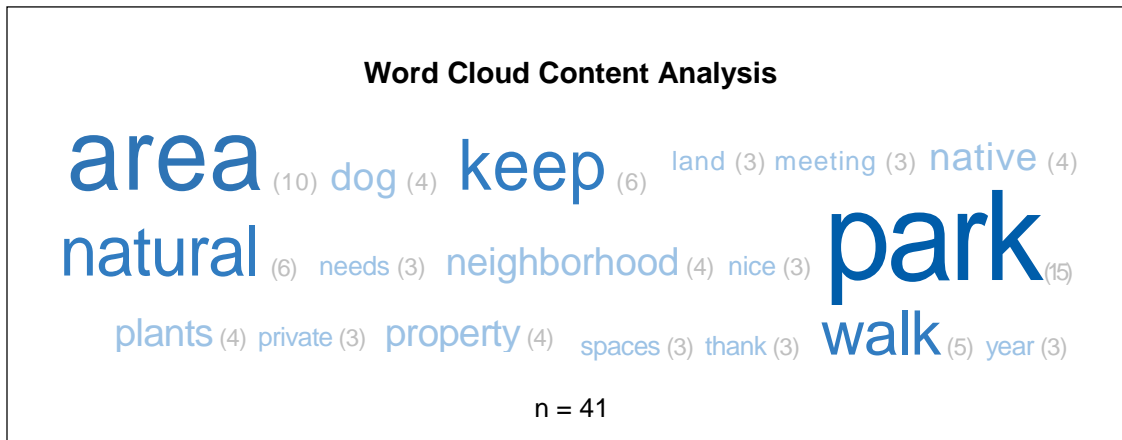 Word Cloud Content Analysis
area (10) dog (4) keep (6) land (3) meeting (3) native (4)
natural (6) needs (3) neighborhood (4) nice (3) park (15)
plants (4) private (3) property (4) spaces (3) thank (3) walk (5) year (3)
n = 41